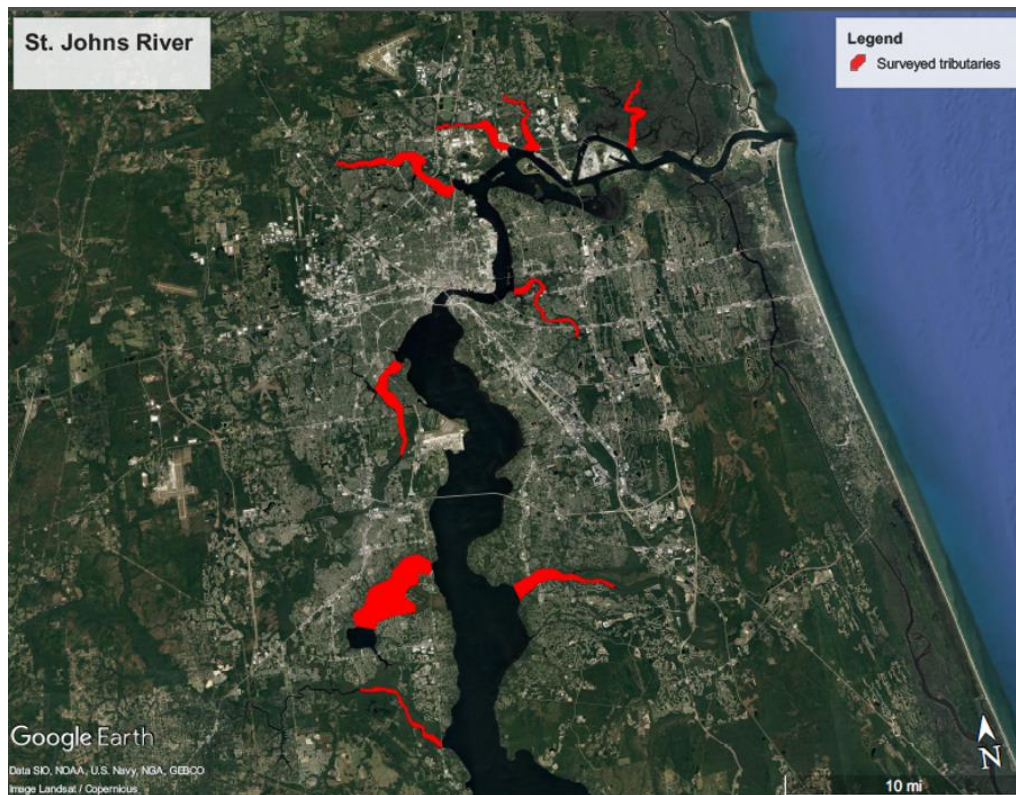 St. Johns River
Legend
Surveyed tributaries
Google Earth
Data SIO, NOAA, U.S. Navy, NGA, GEBCO
Image Landsat / Copernicus
N
10 mi